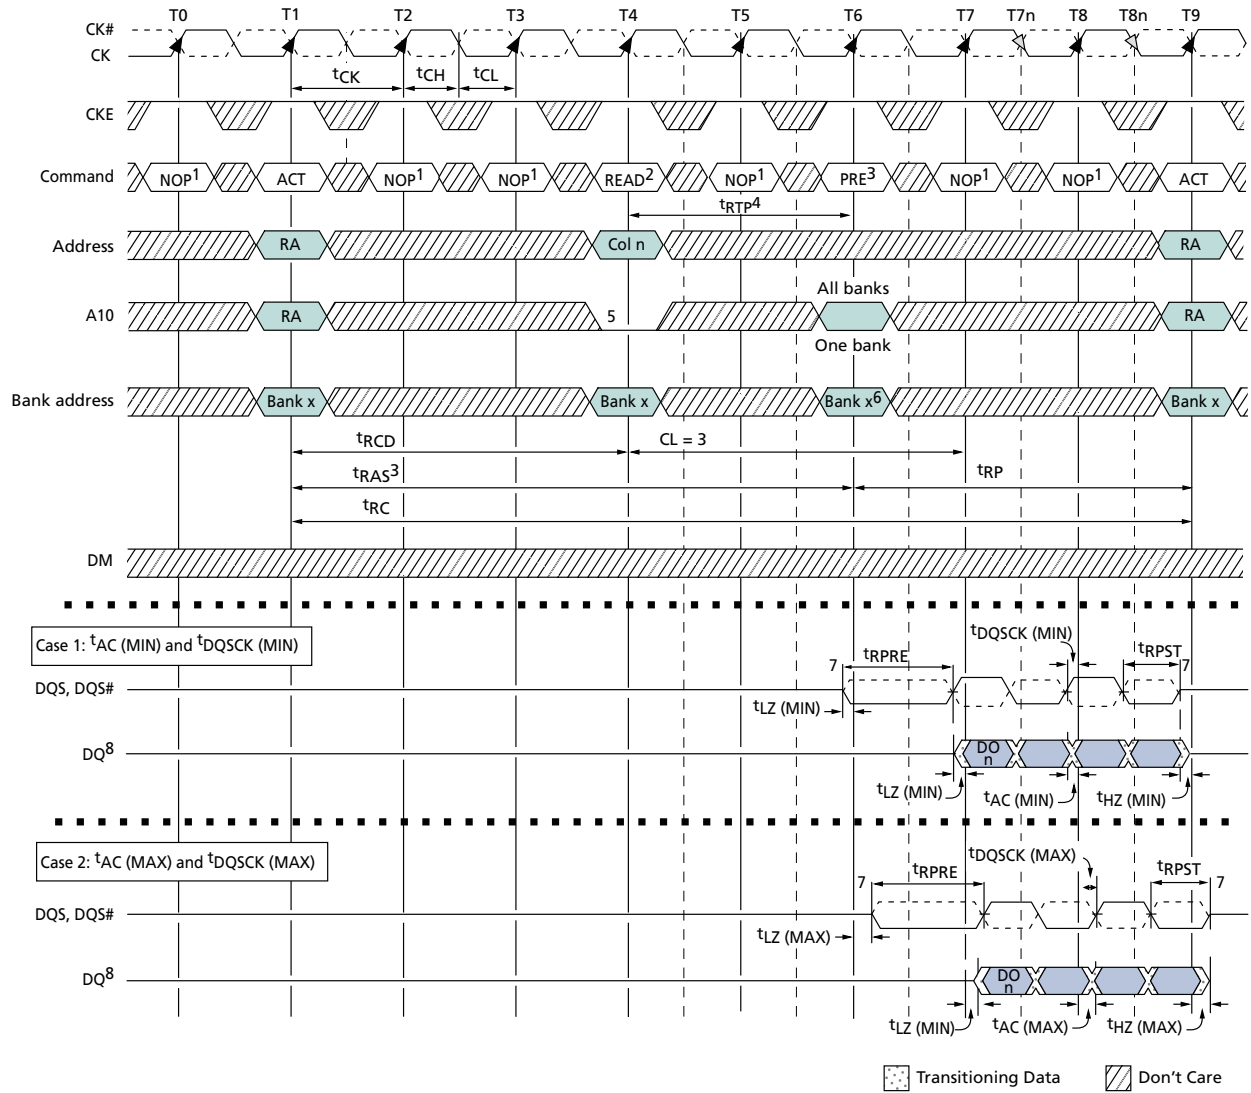 T0 T1 T2 T3 T4 T5 T6 T7 T7n T8 T8n T9
CK#
CK
tCK tCH tCL
CKE
Command NOP1 ACT NOP1 NOP1 READ2 NOP1 PRE3 NOP1 NOP1 ACT
tRTP4
Address RA Col n RA
All banks
A10 RA 5 RA
One bank
Bank address Bank x Bank x Bank x6 Bank x
tRCD CL = 3
tRAS3 tRP
tRC
DM
Case 1: tAC (MIN) and tDQSCK (MIN)
tDQSCK (MIN)
7 tRPRE tRPST 7
DQS, DQS#
tLZ (MIN)
DQ8 DO n
tLZ (MIN) tAC (MIN) tHZ (MIN)
Case 2: tAC (MAX) and tDQSCK (MAX)
tDQSCK (MAX)
7 tRPRE tRPST 7
DQS, DQS#
tLZ (MAX)
DQ8 DO n
tLZ (MIN) tAC (MAX) tHZ (MAX)
Transitioning Data Don't Care